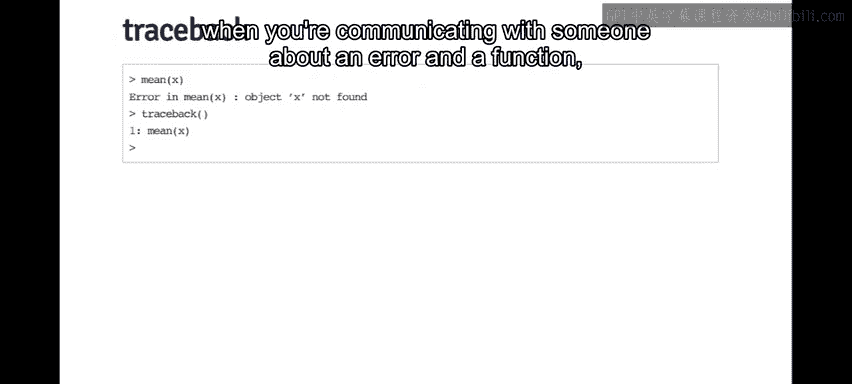 traceback
when you're communicating with someone
about an error and a function,
> mean(x)
Error in mean(x) : object 'x' not found
> traceback()
1: mean(x)
>